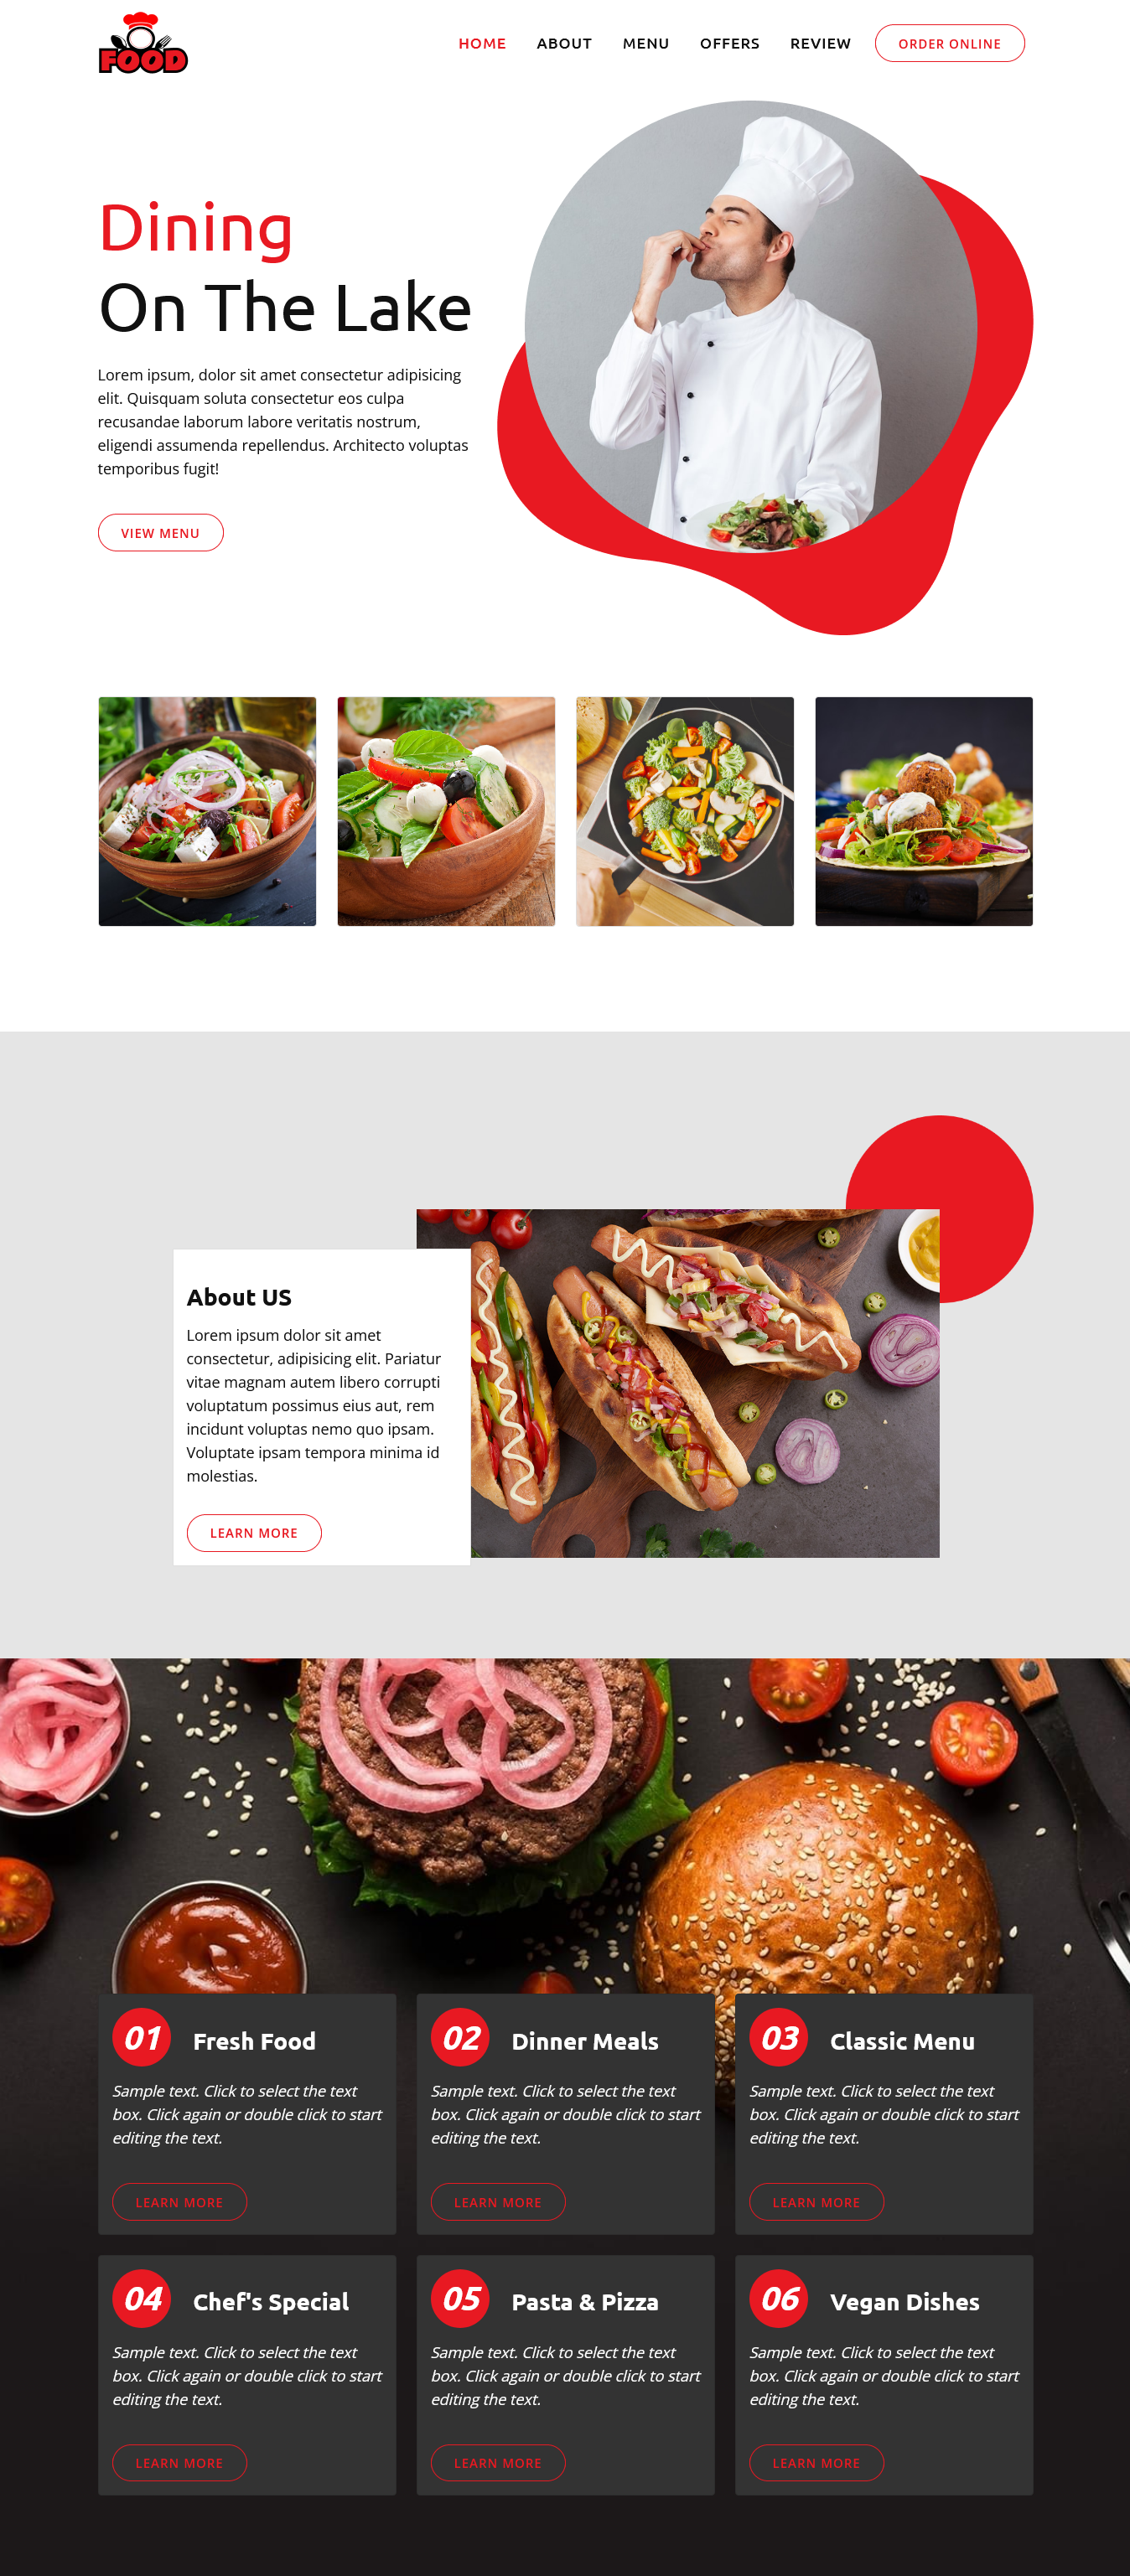 FOOD
HOME ABOUT MENU OFFERS REVIEW ORDER ONLINE
Dining
On The Lake
Lorem ipsum, dolor sit amet consectetur adipisicing
elit. Quisquam soluta consectetur eos culpa
recusandae laborum labore veritatis nostrum,
eligendi assumenda repellendus. Architecto voluptas
temporibus fugit!
VIEW MENU
About US
Lorem ipsum dolor sit amet
consectetur, adipisicing elit. Pariatur
vitae magnam autem libero corrupti
voluptatum possimus eius aut, rem
incidunt voluptas nemo quo ipsam.
Voluptate ipsam tempora minima id
molestias.
LEARN MORE
01 Fresh Food
Sample text. Click to select the text
box. Click again or double click to start
editing the text.
LEARN MORE
02 Dinner Meals
Sample text. Click to select the text
box. Click again or double click to start
editing the text.
LEARN MORE
03 Classic Menu
Sample text. Click to select the text
box. Click again or double click to start
editing the text.
LEARN MORE
04 Chef's Special
Sample text. Click to select the text
box. Click again or double click to start
editing the text.
LEARN MORE
05 Pasta & Pizza
Sample text. Click to select the text
box. Click again or double click to start
editing the text.
LEARN MORE
06 Vegan Dishes
Sample text. Click to select the text
box. Click again or double click to start
editing the text.
LEARN MORE